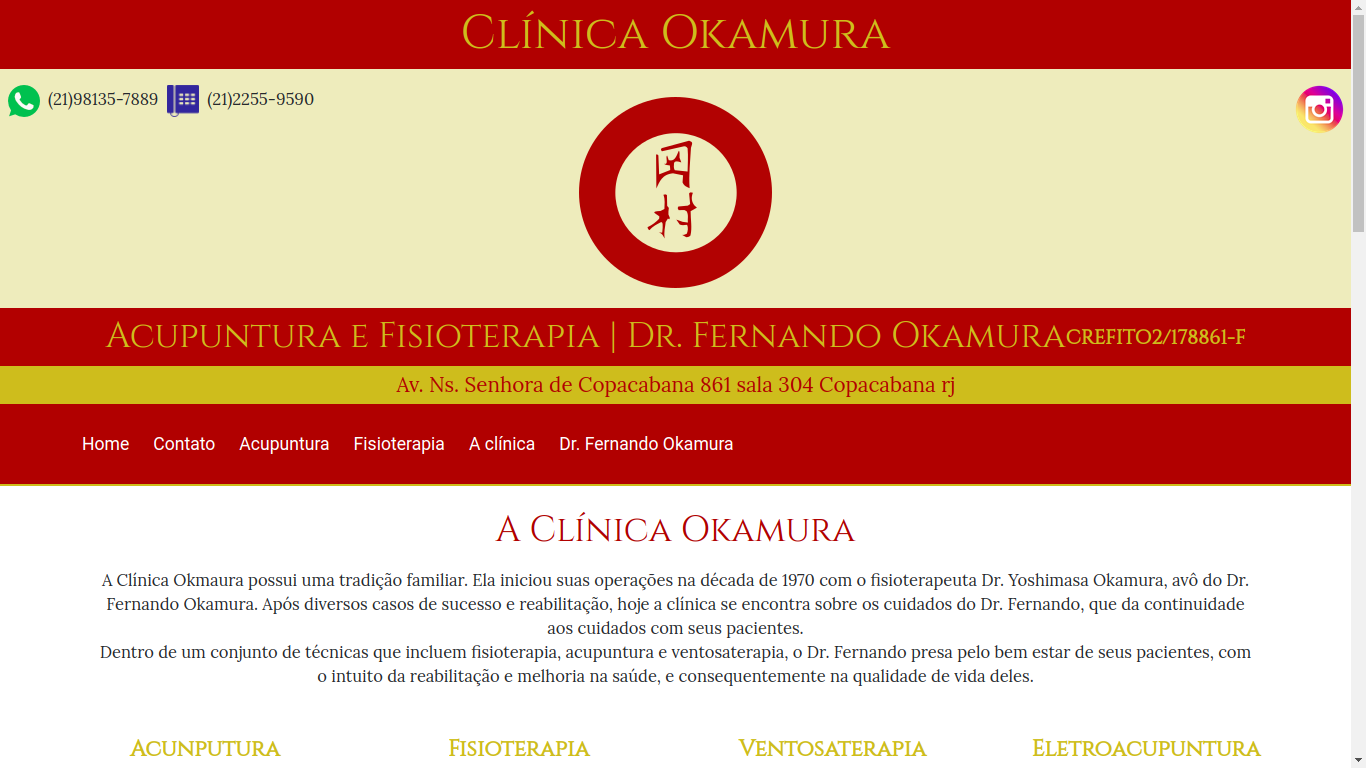 Clínica Okamura
(21)98135-7889 (21)2255-9590
岡
村
Acupuntura e Fisioterapia | Dr. Fernando Okamura CREFITO2/178861-F
Av. Ns. Senhora de Copacabana 861 sala 304 Copacabana rj
Home Contato Acupuntura Fisioterapia A clínica Dr. Fernando Okamura
A Clínica Okamura
A Clínica Okmaura possui uma tradição familiar. Ela iniciou suas operações na década de 1970 com o fisioterapeuta Dr. Yoshimasa Okamura, avô do Dr.
Fernando Okamura. Após diversos casos de sucesso e reabilitação, hoje a clínica se encontra sobre os cuidados do Dr. Fernando, que da continuidade
aos cuidados com seus pacientes.
Dentro de um conjunto de técnicas que incluem fisioterapia, acupuntura e ventosaterapia, o Dr. Fernando presa pelo bem estar de seus pacientes, com
o intuito da reabilitação e melhoria na saúde, e consequentemente na qualidade de vida deles.
Acunputura Fisioterapia Ventosaterapia Eletroacupuntura